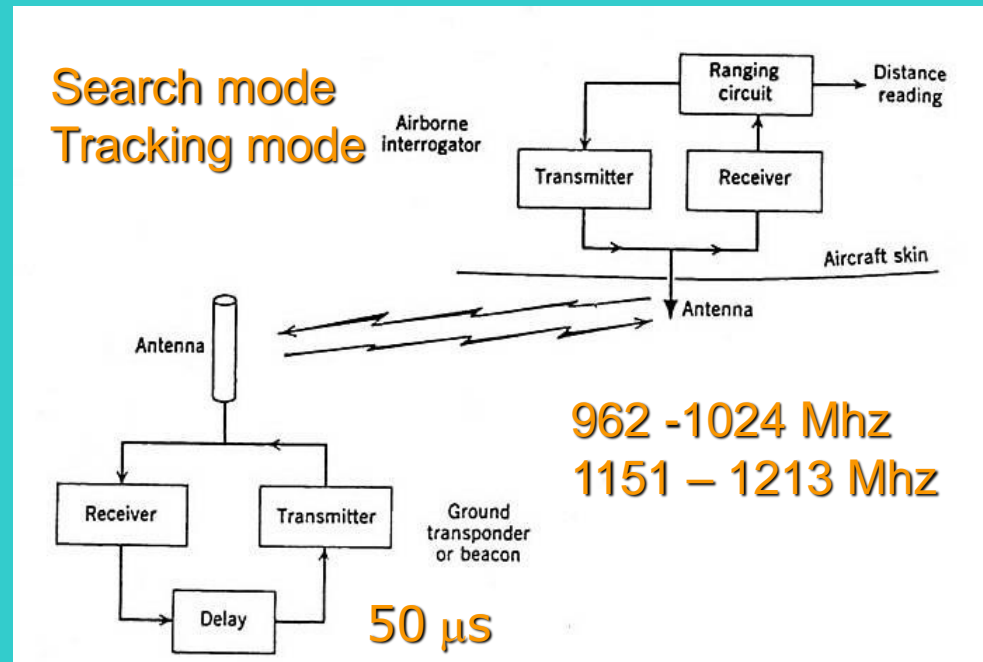 Search mode
Tracking mode
Airborne
interrogator
Ranging
circuit
Distance
reading
Transmitter
Receiver
Aircraft skin
Antenna
Antenna
962 -1024 Mhz
1151 – 1213 Mhz
Receiver
Transmitter
Ground
transponder
or beacon
Delay
50 μs